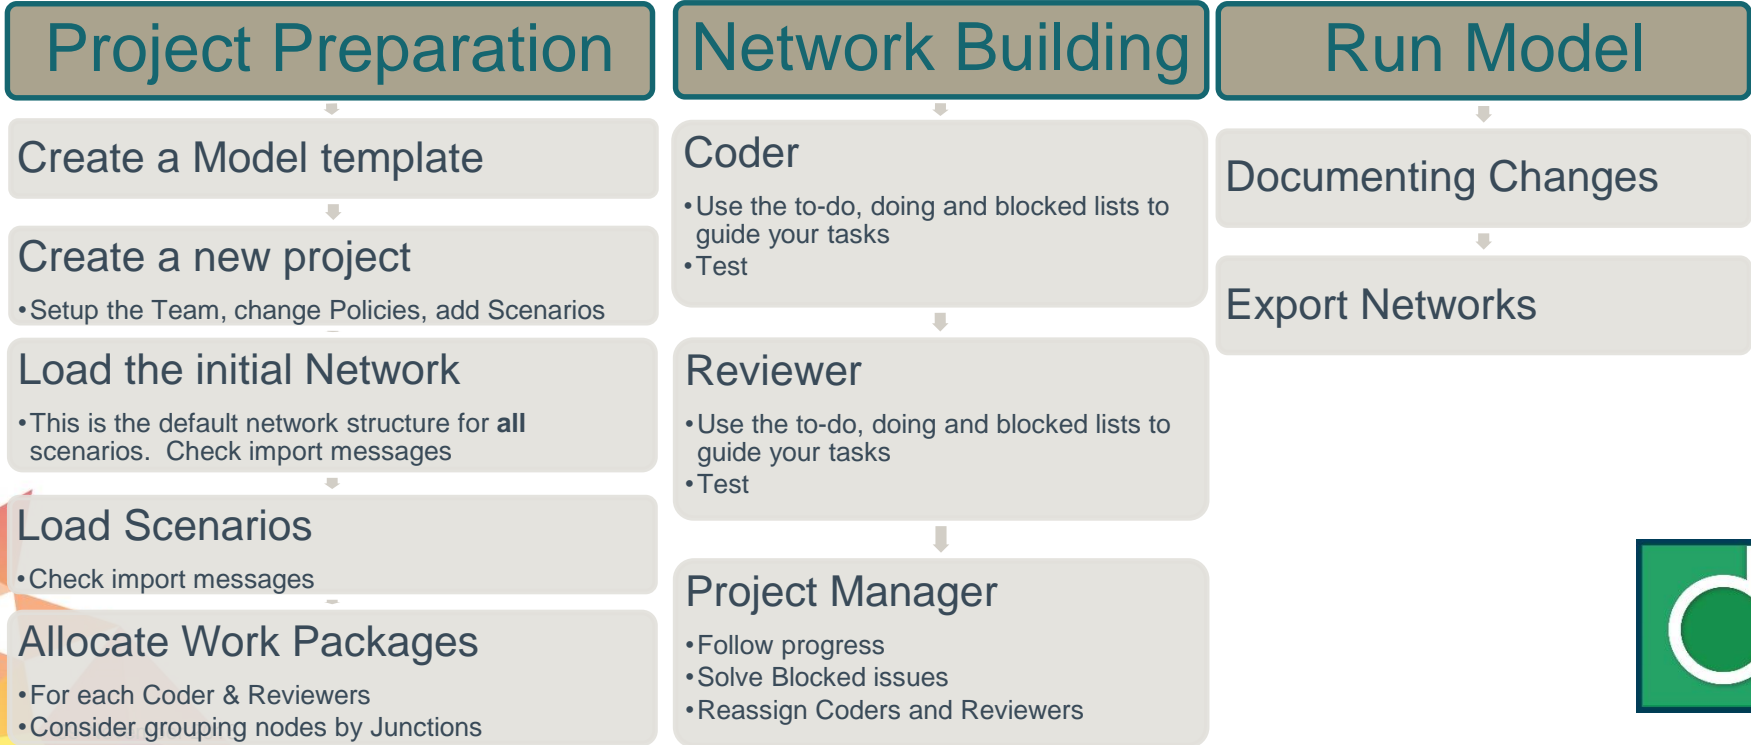 Project Preparation
Create a Model template
Create a new project
•Setup the Team, change Policies, add Scenarios
Load the initial Network
•This is the default network structure for all
scenarios.  Check import messages
Load Scenarios
•Check import messages
Allocate Work Packages
•For each Coder & Reviewers
•Consider grouping nodes by Junctions
Network Building
Coder
•Use the to-do, doing and blocked lists to
guide your tasks
•Test
Reviewer
•Use the to-do, doing and blocked lists to
guide your tasks
•Test
Project Manager
•Follow progress
•Solve Blocked issues
•Reassign Coders and Reviewers
Run Model
Documenting Changes
Export Networks